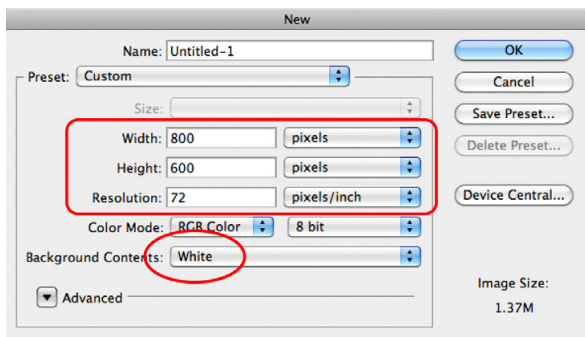 New
Name: Untitled-1
OK
Preset: Custom
Cancel
Size:
Save Preset...
Width: 800 pixels
Delete Preset...
Height: 600 pixels
Resolution: 72 pixels/inch
Device Central...
Color Mode: RGB Color 8 bit
Background Contents: White
Advanced
Image Size:
1.37M